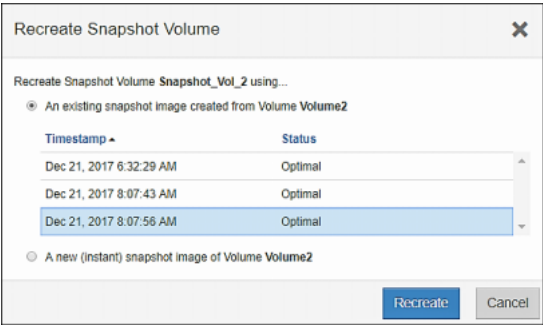 Recreate Snapshot Volume
Recreate Snapshot Volume Snapshot_Vol_2 using...
An existing snapshot image created from Volume Volume2
Timestamp Status
Dec 21, 2017 6:32:29 AM Optimal
Dec 21, 2017 8:07:43 AM Optimal
Dec 21, 2017 8:07:56 AM Optimal
A new (instant) snapshot image of Volume Volume2
Recreate Cancel